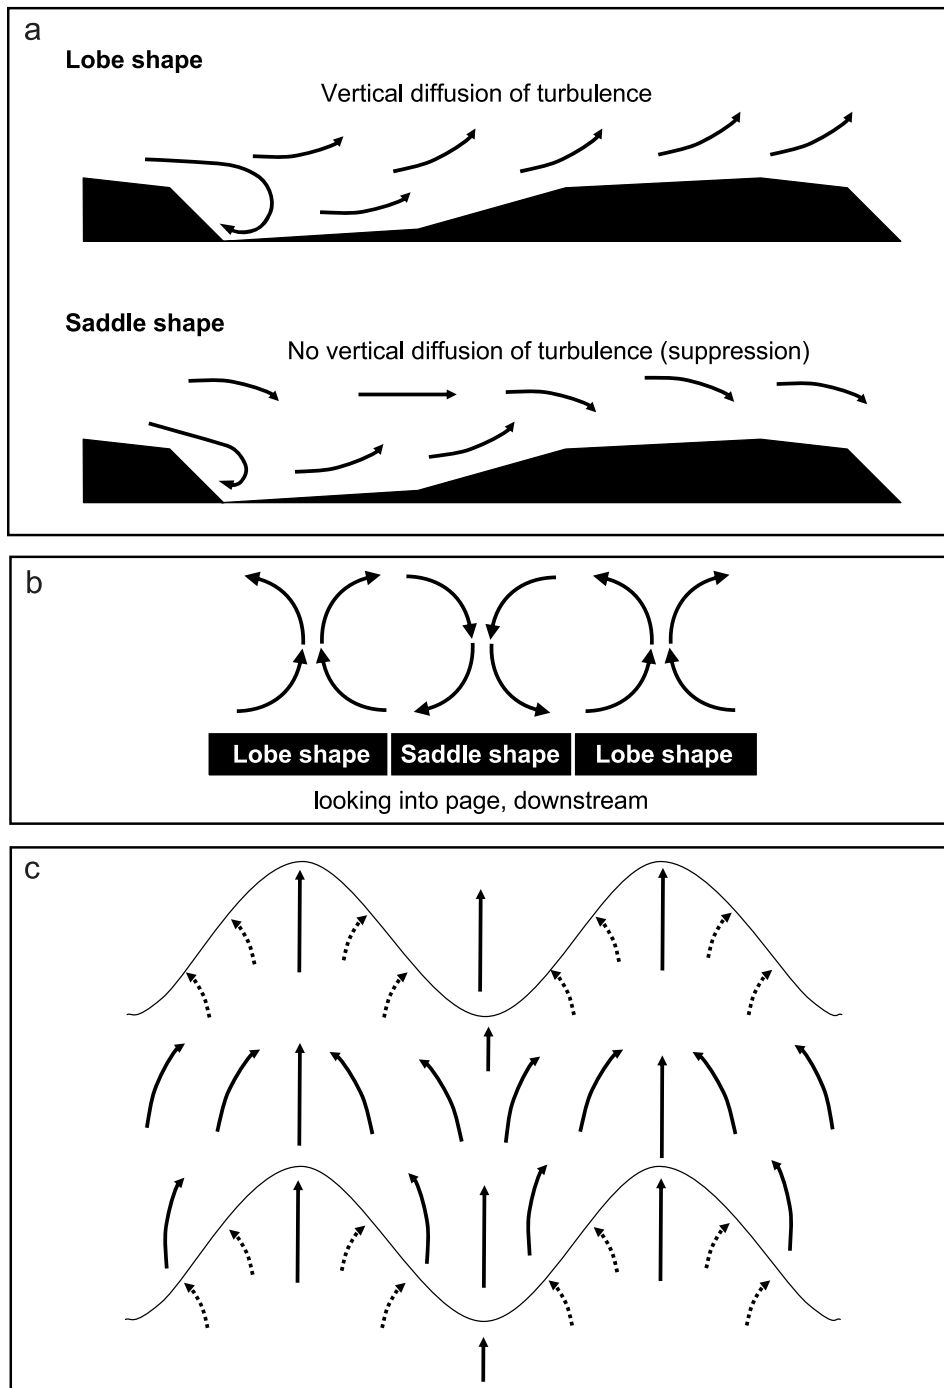 a
Lobe shape
Vertical diffusion of turbulence
Saddle shape
No vertical diffusion of turbulence (suppression)
b
Lobe shape Saddle shape Lobe shape
looking into page, downstream
c